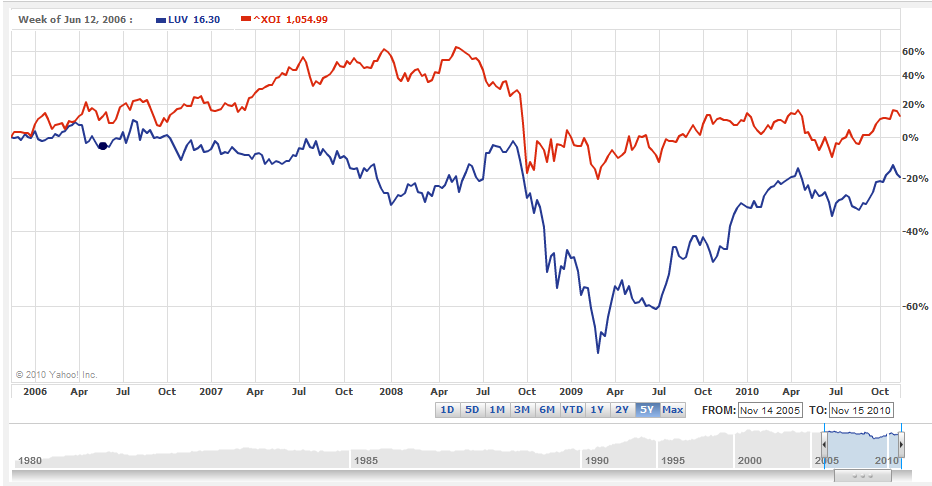 Week of Jun 12, 2006 : LUV 16.30 ^XOI 1,054.99
60%
40%
20%
0%
-20%
-40%
-60%
© 2010 Yahoo! Inc.
2006 Apr Jul Oct 2007 Apr Jul Oct 2008 Apr Jul Oct 2009 Apr Jul Oct 2010 Apr Jul Oct
1D 5D 1M 3M 6M YTD 1Y 2Y 5Y Max FROM: Nov 14 2005 TO: Nov 15 2010
1980 1985 1990 1995 2000 2005 2010